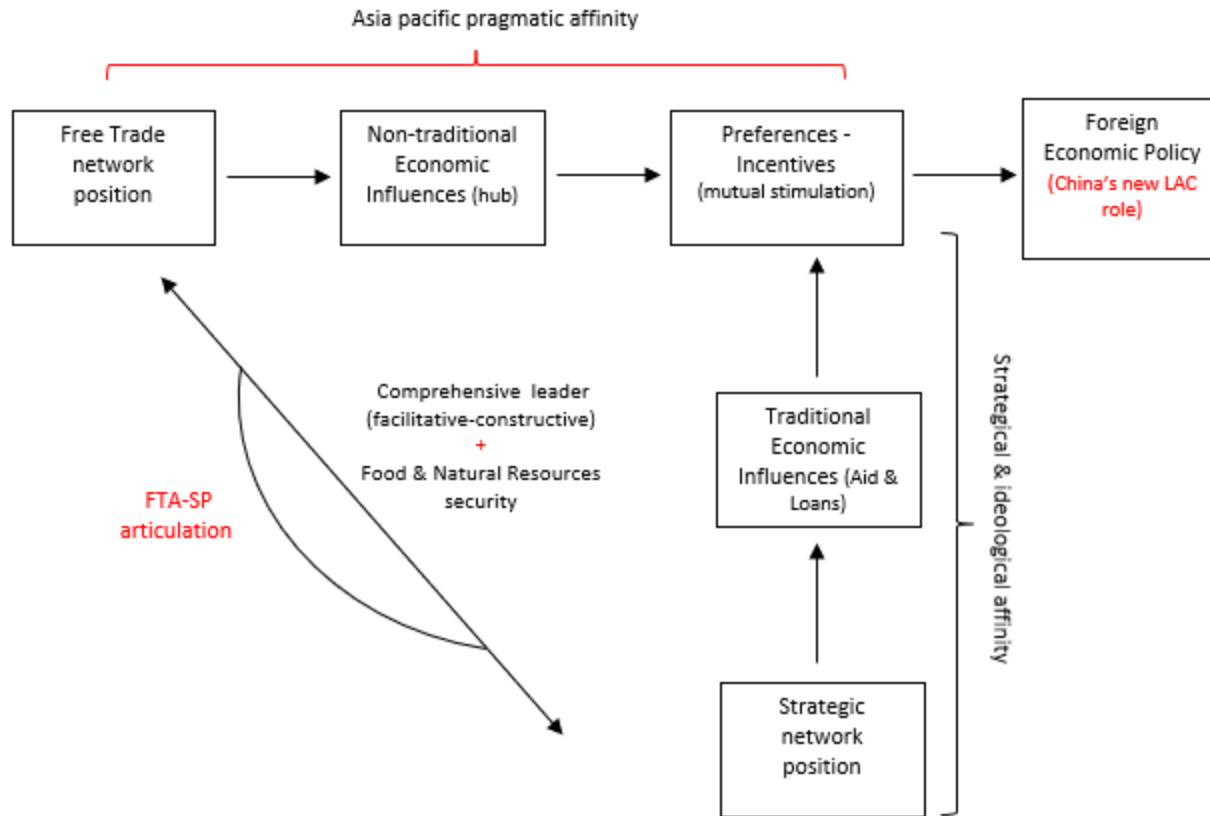 Asia pacific pragmatic affinity
Free Trade
network
position
Non-traditional
Economic
Influences (hub)
Preferences -
Incentives
(mutual stimulation)
Foreign
Economic Policy
(China's new LAC
role)
Comprehensive leader
(facilitative-constructive)
+
Food & Natural Resources
security
FTA-SP
articulation
Traditional
Economic
Influences (Aid &
Loans)
Strategical & ideological affinity
Strategic
network
position